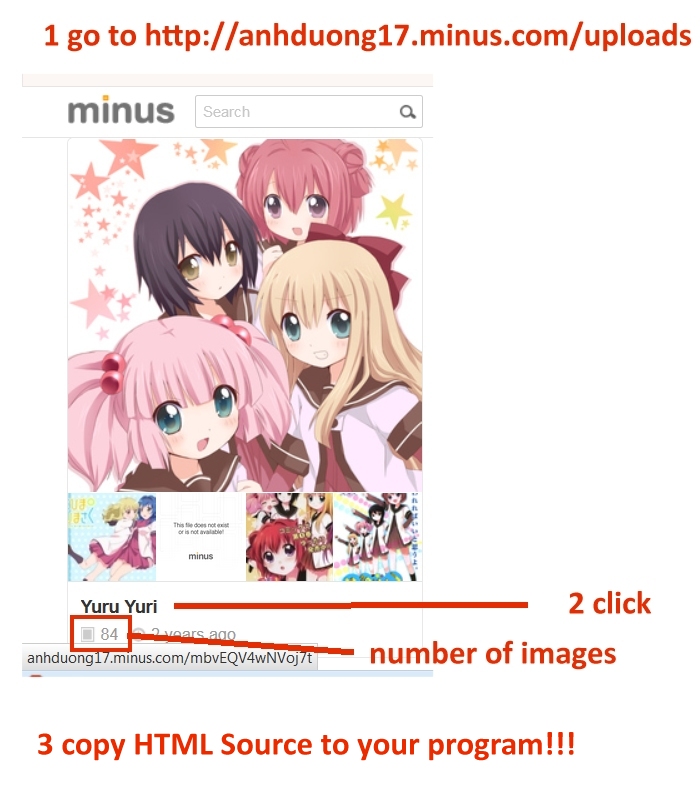 1 go to http://anhduong17.minus.com/uploads
minus
Search
This file does not exist
or is not available!
minus
Yuru Yuri
2 click
84
2 years ago
number of images
anhduong17.minus.com/mbvEQV4wNVoj7t
3 copy HTML Source to your program!!!